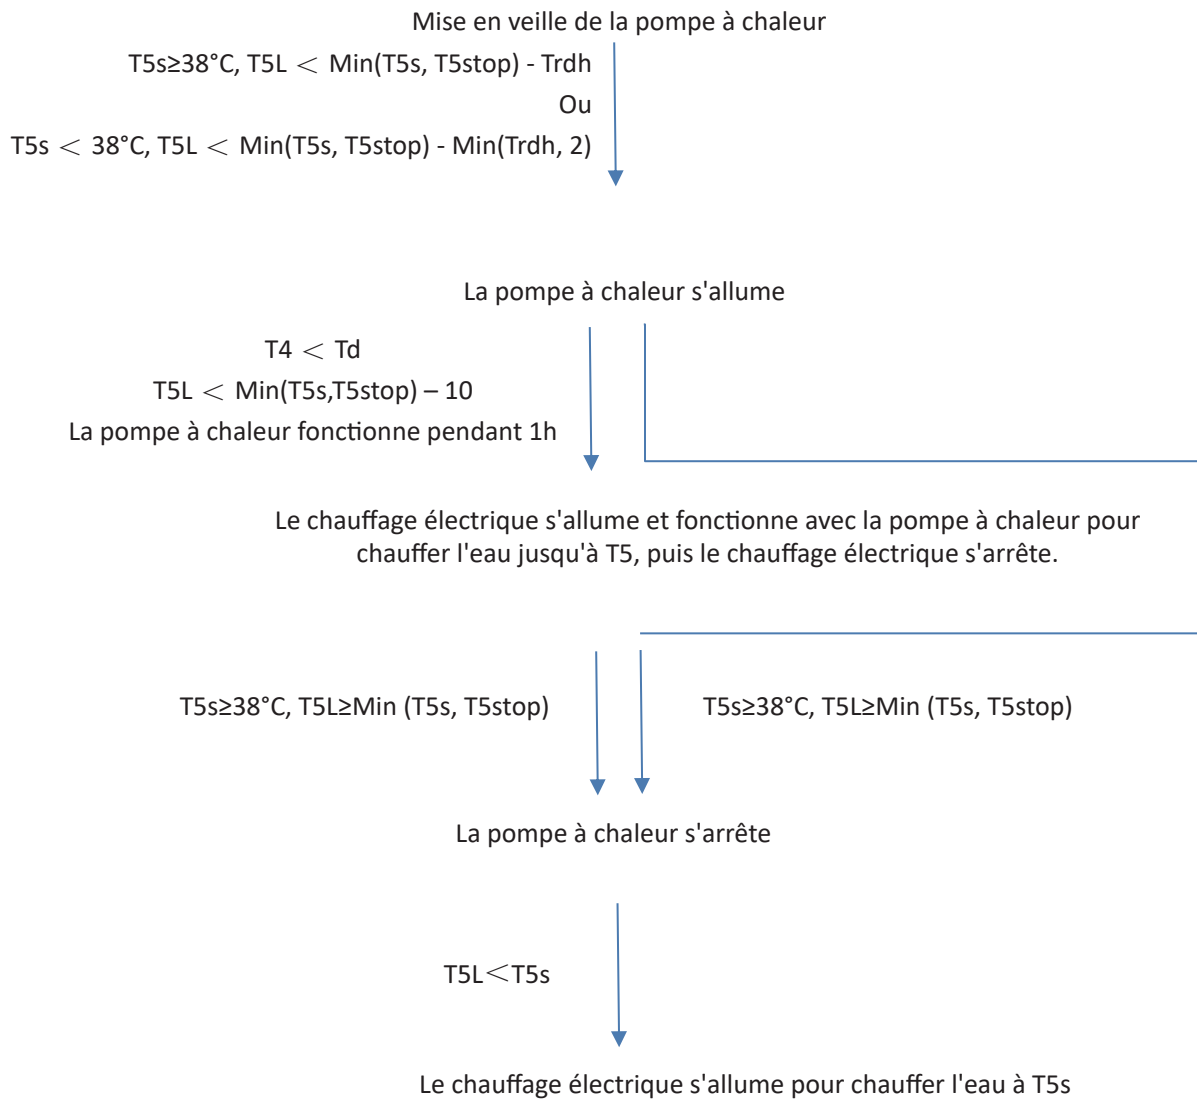 Mise en veille de la pompe à chaleur
T5s≥38°C, T5L < Min(T5s, T5stop) - Trdh
Ou
T5s < 38°C, T5L < Min(T5s, T5stop) - Min(Trdh, 2)
La pompe à chaleur s'allume
T4 < Td
T5L < Min(T5s,T5stop) – 10
La pompe à chaleur fonctionne pendant 1h
Le chauffage électrique s'allume et fonctionne avec la pompe à chaleur pour
chauffer l'eau jusqu'à T5, puis le chauffage électrique s'arrête.
T5s≥38°C, T5L≥Min (T5s, T5stop)
T5s≥38°C, T5L≥Min (T5s, T5stop)
La pompe à chaleur s'arrête
T5L<T5s
Le chauffage électrique s'allume pour chauffer l'eau à T5s